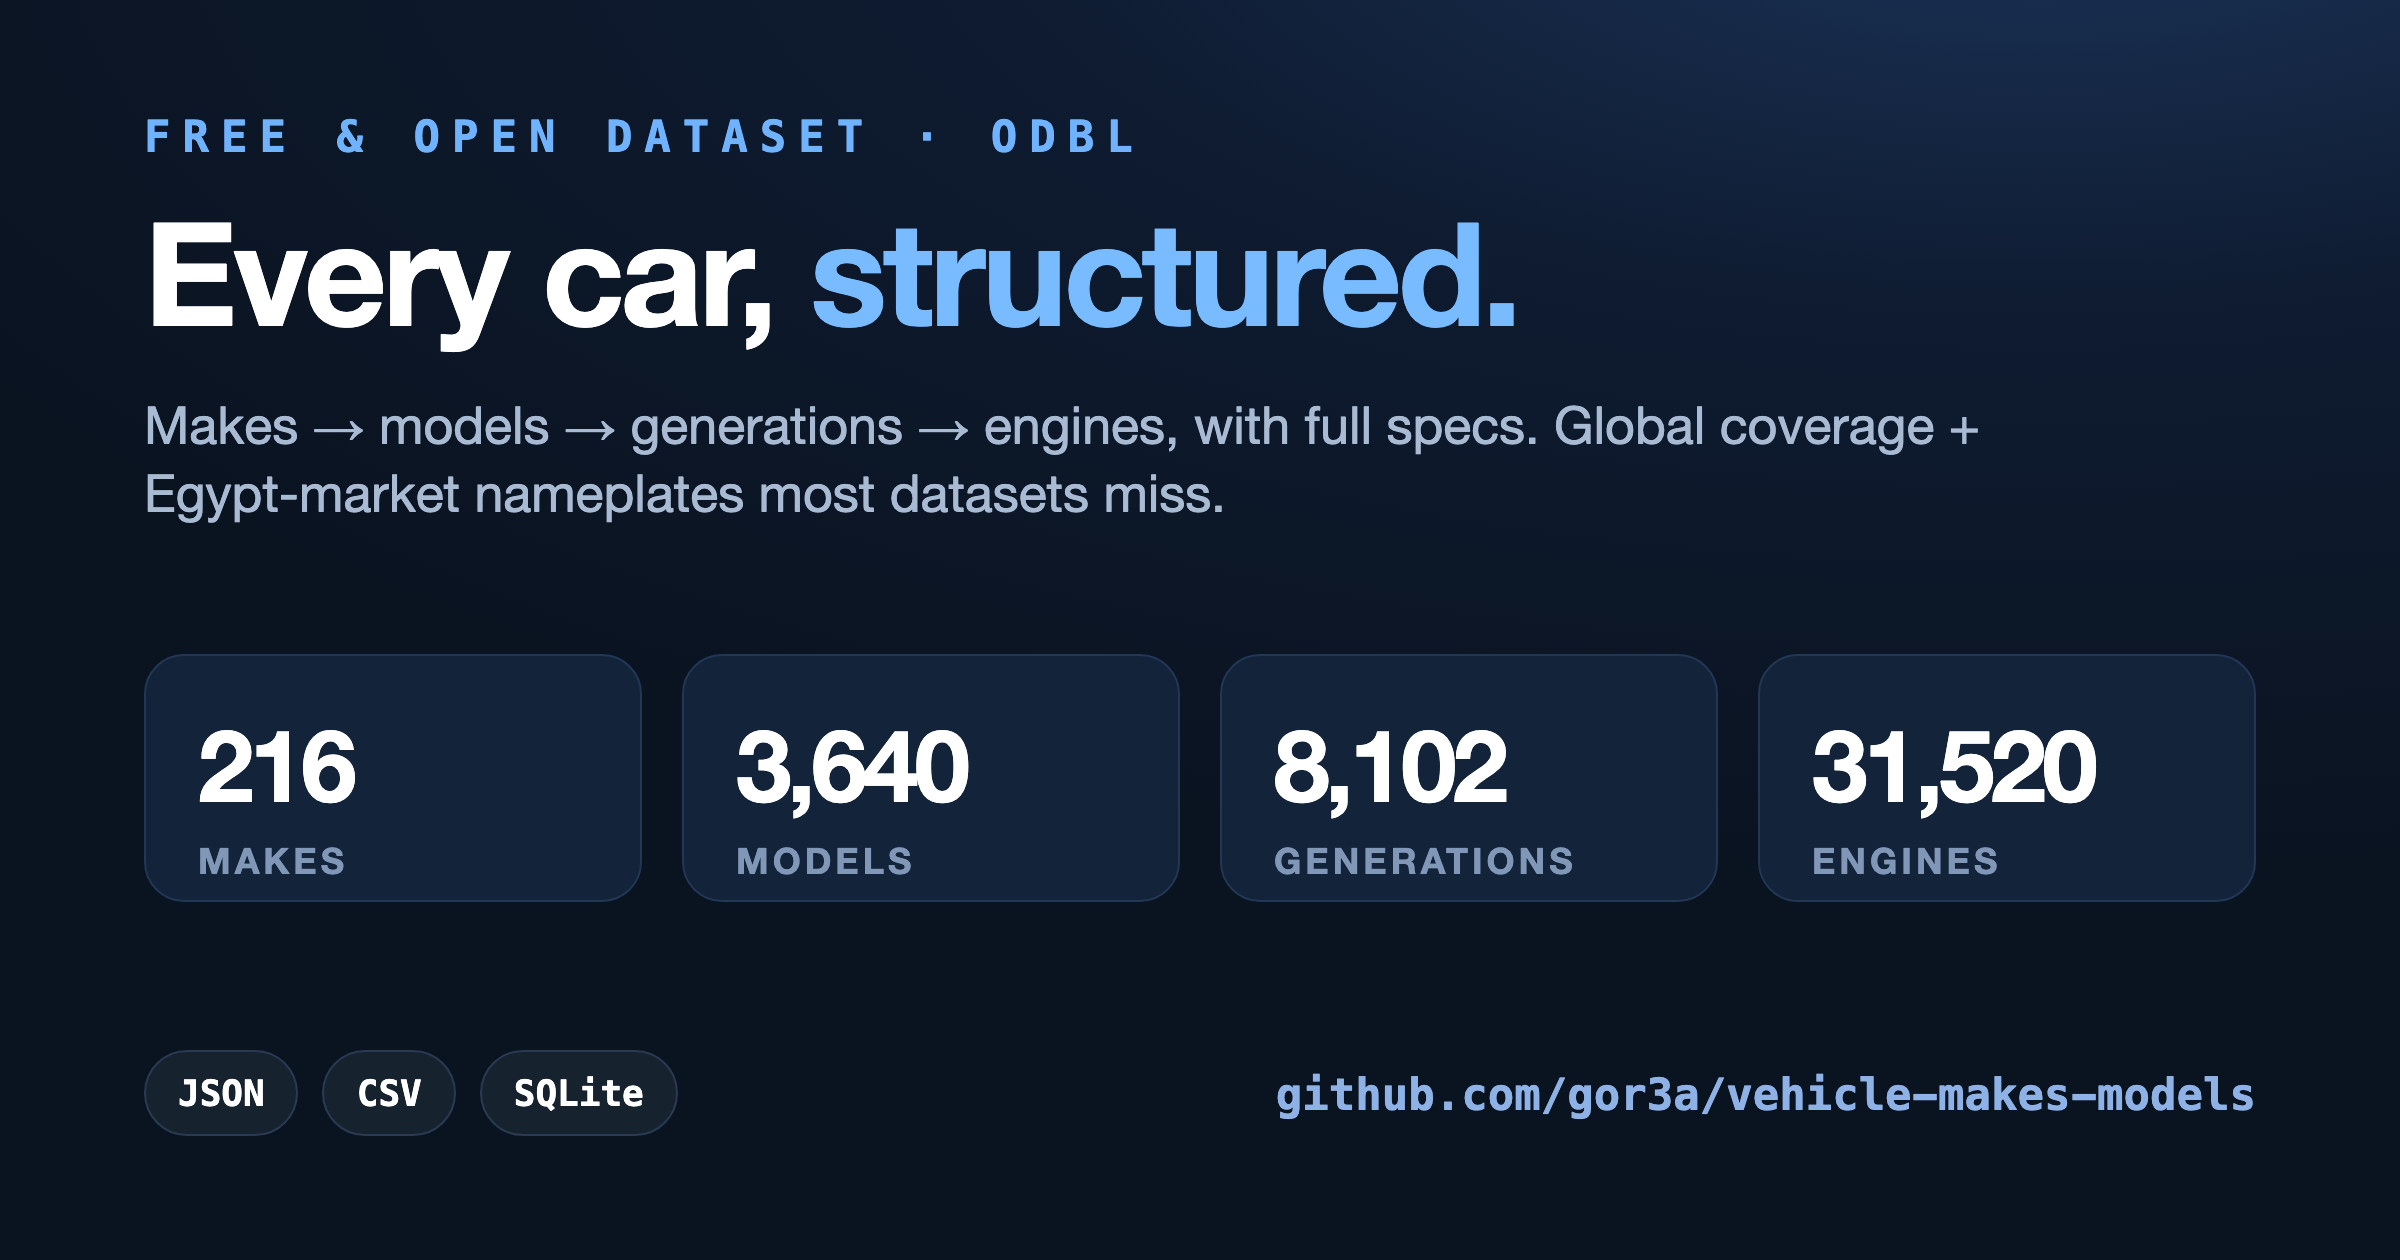 FREE & OPEN DATASET · ODBL
Every car, structured.
Makes → models → generations → engines, with full specs. Global coverage +
Egypt-market nameplates most datasets miss.
216
MAKES
3,640
MODELS
8,102
GENERATIONS
31,520
ENGINES
JSON
CSV
SQLite
github.com/gor3a/vehicle-makes-models